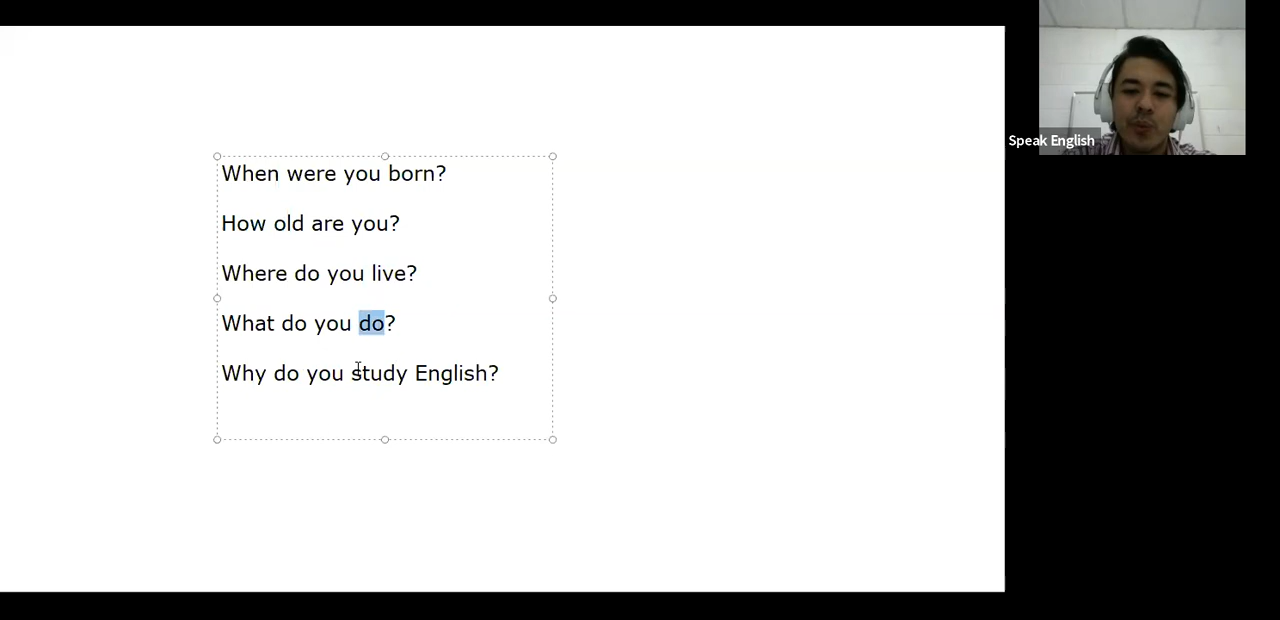 When were you born?
How old are you?
Where do you live?
What do you do?
Why do you study English?
Speak English